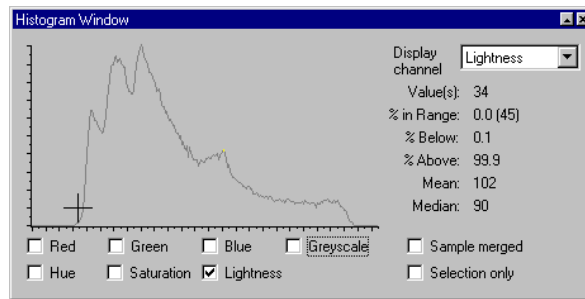 Histogram Window
Display channel Lightness
Value(s): 34
% in Range: 0.0 (45)
% Below: 0.1
% Above: 99.9
Mean: 102
Median: 90
Red Green Blue Greyscale Sample merged
Hue Saturation Lightness Selection only